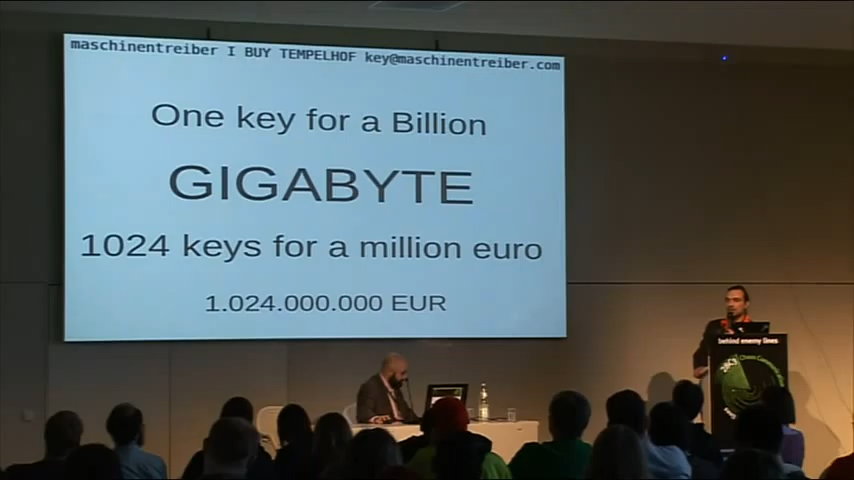 maschinentreiber I BUY TEMPELHOF key@maschinentreiber.com
One key for a Billion
GIGABYTE
1024 keys for a million euro
1.024.000.000 EUR
behind enemy lines